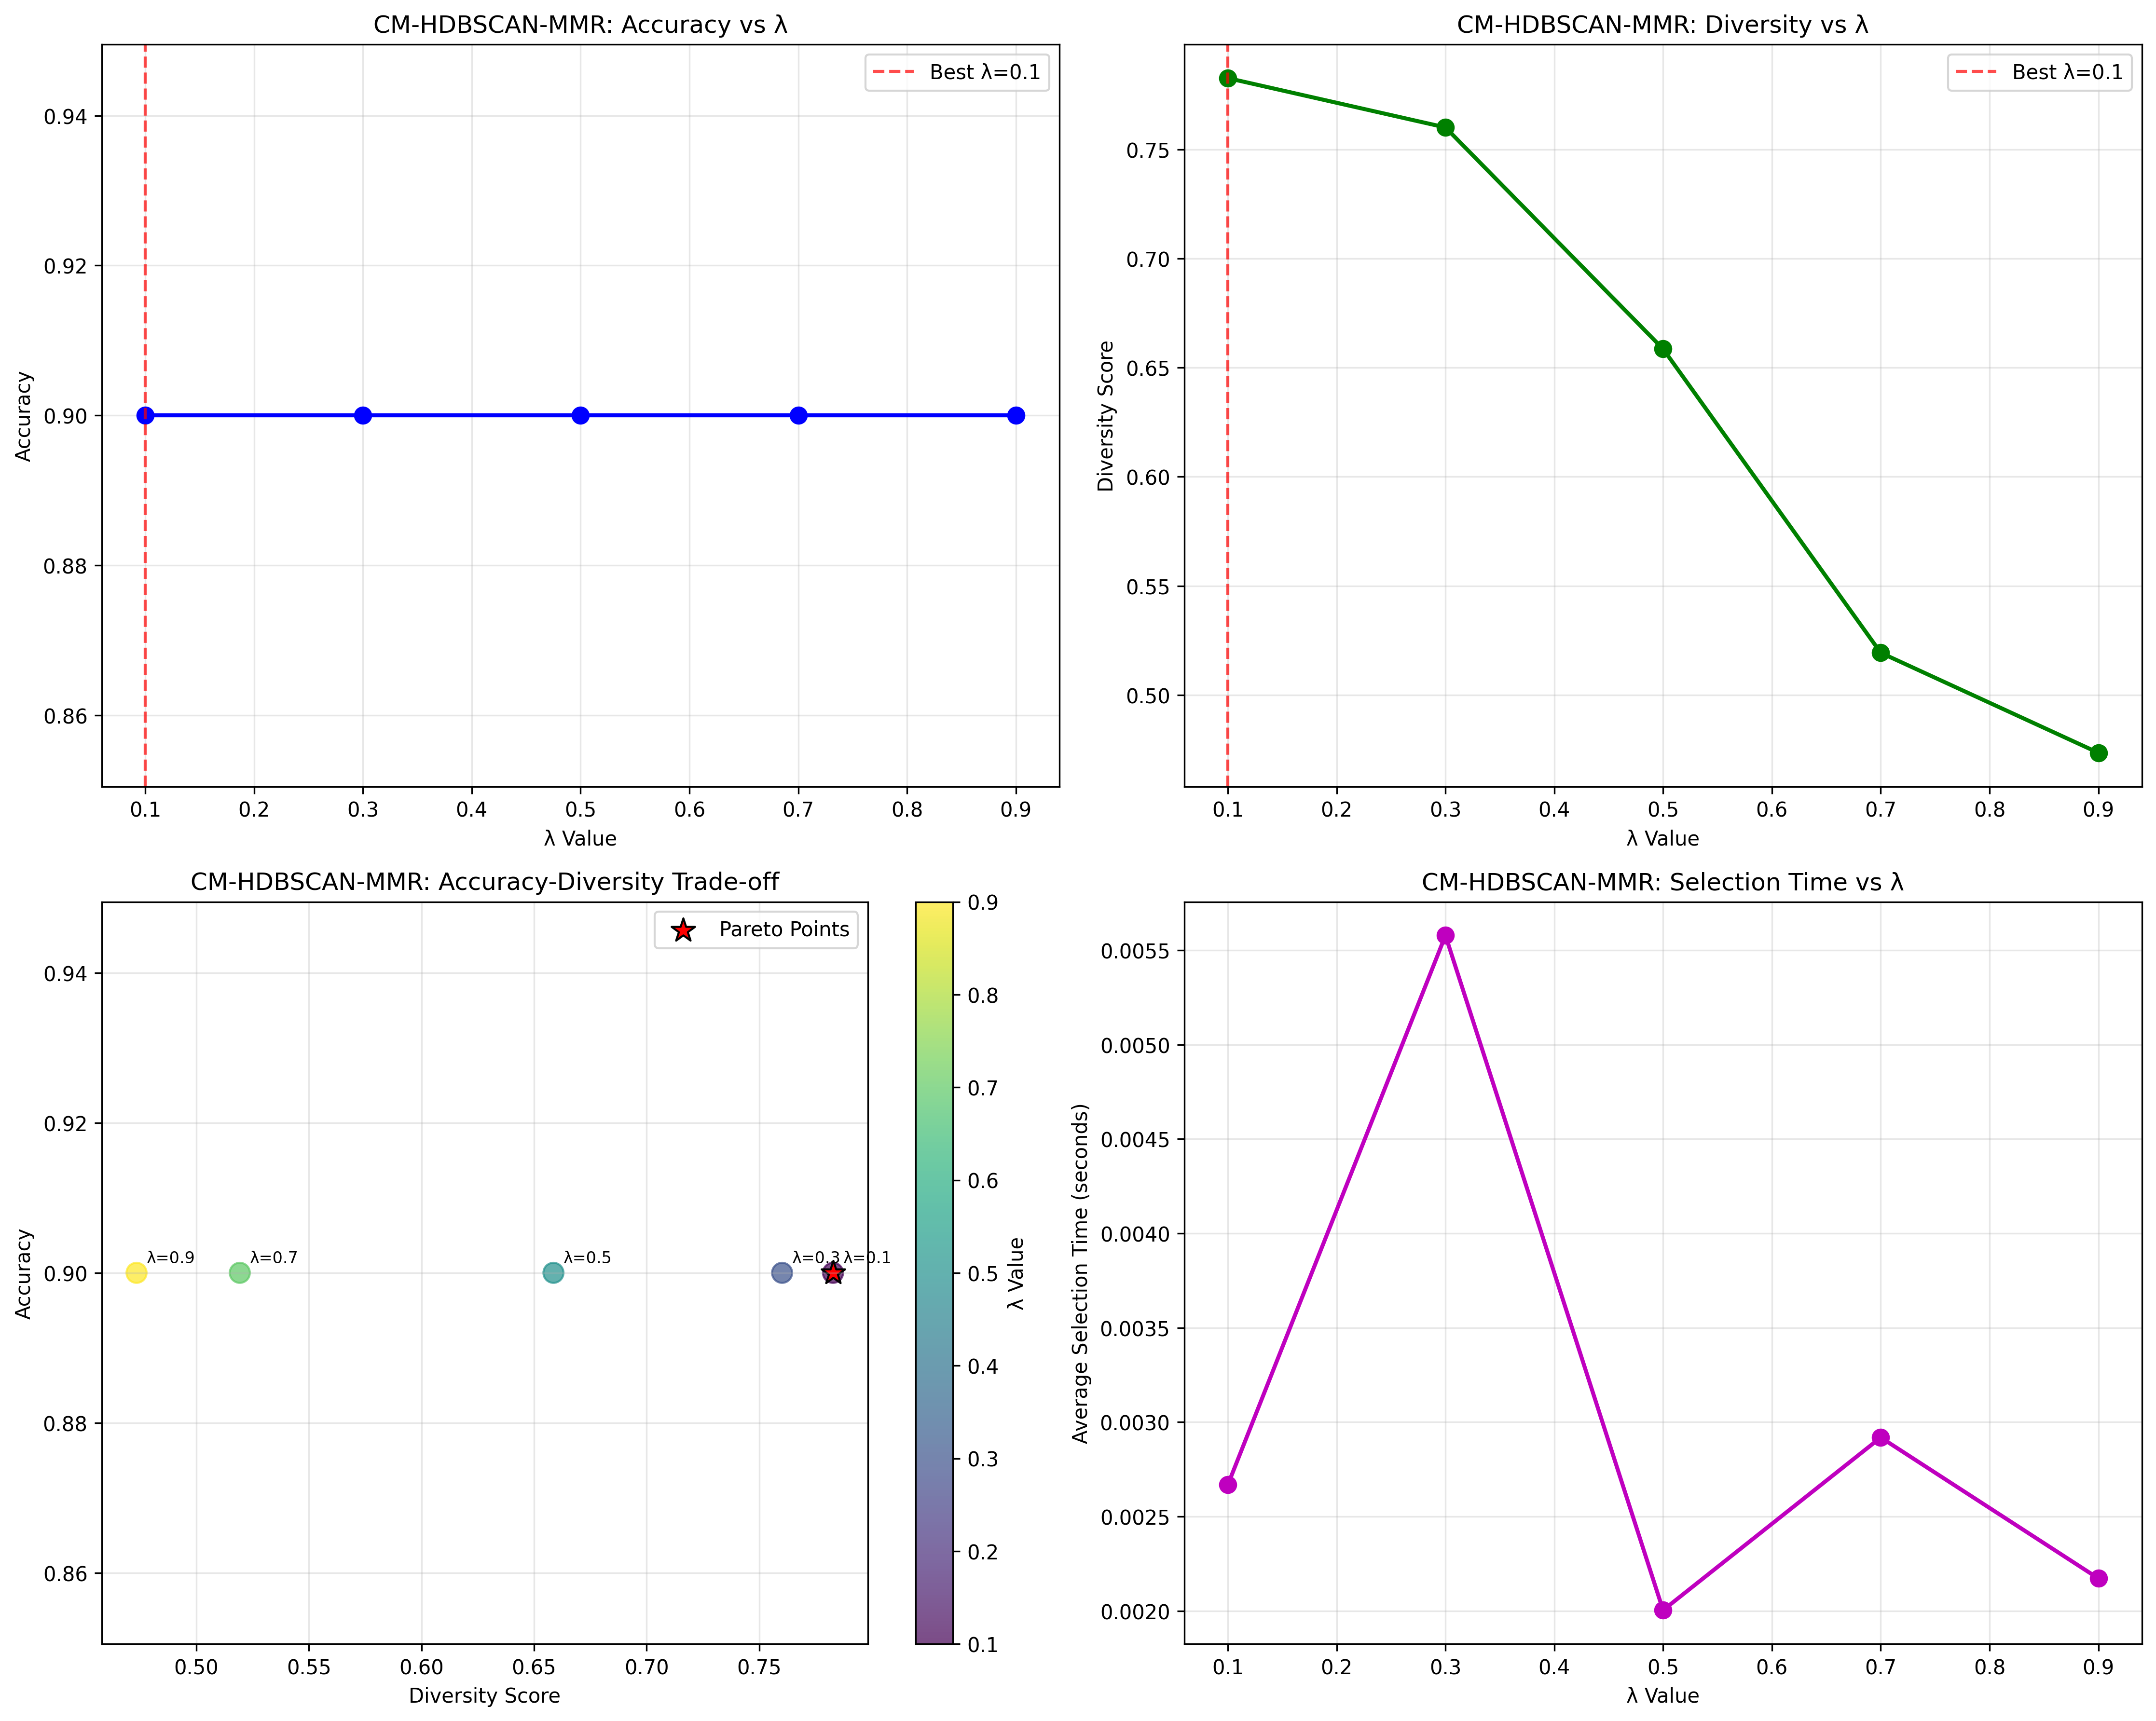 CM-HDBSCAN-MMR: Accuracy vs λ
Best λ=0.1
Accuracy
0.94
0.92
0.90
0.88
0.86
0.1 0.2 0.3 0.4 0.5 0.6 0.7 0.8 0.9
λ Value
CM-HDBSCAN-MMR: Diversity vs λ
Best λ=0.1
Diversity Score
0.75
0.70
0.65
0.60
0.55
0.50
0.1 0.2 0.3 0.4 0.5 0.6 0.7 0.8 0.9
λ Value
CM-HDBSCAN-MMR: Accuracy-Diversity Trade-off
Pareto Points
Accuracy
0.94
0.92
0.90
0.88
0.86
λ=0.9 λ=0.7 λ=0.5 λ=0.3 λ=0.1
0.50 0.55 0.60 0.65 0.70 0.75
Diversity Score
0.9
0.8
0.7
0.6
0.5
0.4
0.3
0.2
0.1
λ Value
CM-HDBSCAN-MMR: Selection Time vs λ
Average Selection Time (seconds)
0.0055
0.0050
0.0045
0.0040
0.0035
0.0030
0.0025
0.0020
0.1 0.2 0.3 0.4 0.5 0.6 0.7 0.8 0.9
λ Value